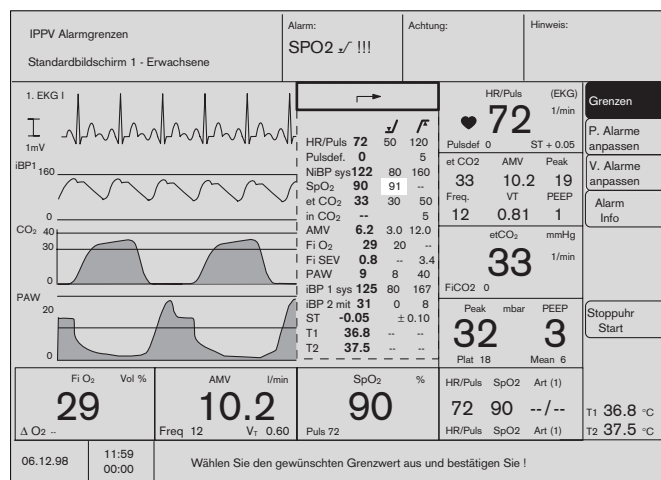 IPPV Alarmgrenzen
Standardbildschirm 1 - Erwachsene
Alarm:
SPO2 !!!
Achtung:
Hinweis:
1. EKG I
1mV
iBP1
160
0
CO₂ 40
30
0
PAW
20
0
HR/Puls 72 50 120
Pulsdef. 0 5
NiBP sys 122 80 160
SpO₂ 90 91 --
et CO2 33 30 50
in CO₂ -- 5
AMV 6.2 3.0 12.0
Fi O₂ 29 20 --
Fi SEV 0.8 -- 3.4
PAW 9 8 40
iBP 1 sys 125 80 167
iBP 2 mit 31 0 8
ST -0.05 ± 0.10
T1 36.8 -- --
T2 37.5 -- --
HR/Puls (EKG)
72 1/min
Pulsdef 0 ST + 0.05
et CO2 AMV Peak
33 10.2 19
Freq. VT PEEP
12 0.81 1
etCO₂ mmHg
33 1/min
FiCO2 0
Peak mbar PEEP
32 3
Plat 18 Mean 6
Grenzen
P. Alarme
anpassen
V. Alarme
anpassen
Alarm
Info
Stoppuhr
Start
Fi O₂ Vol %
29
Δ O₂ --
AMV l/min
10.2
Freq 12 V_T 0.60
SpO₂ %
90
Puls 72
HR/Puls SpO2 Art (1)
72 90 --/--
HR/Puls SpO2 Art (1)
T1 36.8 °C
T2 37.5 °C
06.12.98
11:59
00:00
Wählen Sie den gewünschten Grenzwert aus und bestätigen Sie !